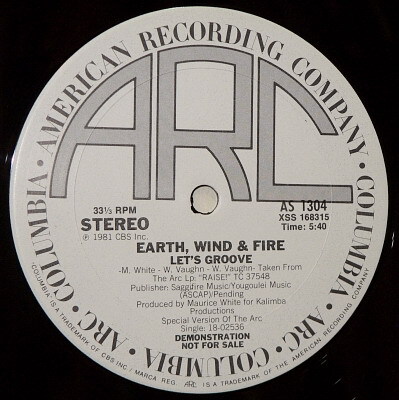 • AMERICAN RECORDING COMPANY • COLUMBIA • ARC • COLUMBIA • ARC • COLUMBIA
ARC
33⅓ RPM
STEREO
℗ 1981 CBS Inc.
AS 1304
XSS 168315
Time: 5:40
EARTH, WIND & FIRE
LET'S GROOVE
-M. White - W. Vaughn - W. Vaughn- Taken From
The Arc Lp: "RAISE!" TC 37548
Publisher: Saggifire Music/Yougoulei Music
(ASCAP)/Pending
Produced by Maurice White for Kalimba
Productions
Special Version Of The Arc
Single: 18-02536
DEMONSTRATION
NOT FOR SALE
"COLUMBIA" IS A TRADEMARK OF CBS INC / MARCA REG. ARC IS A TRADEMARK OF THE AMERICAN RECORDING COMPANY